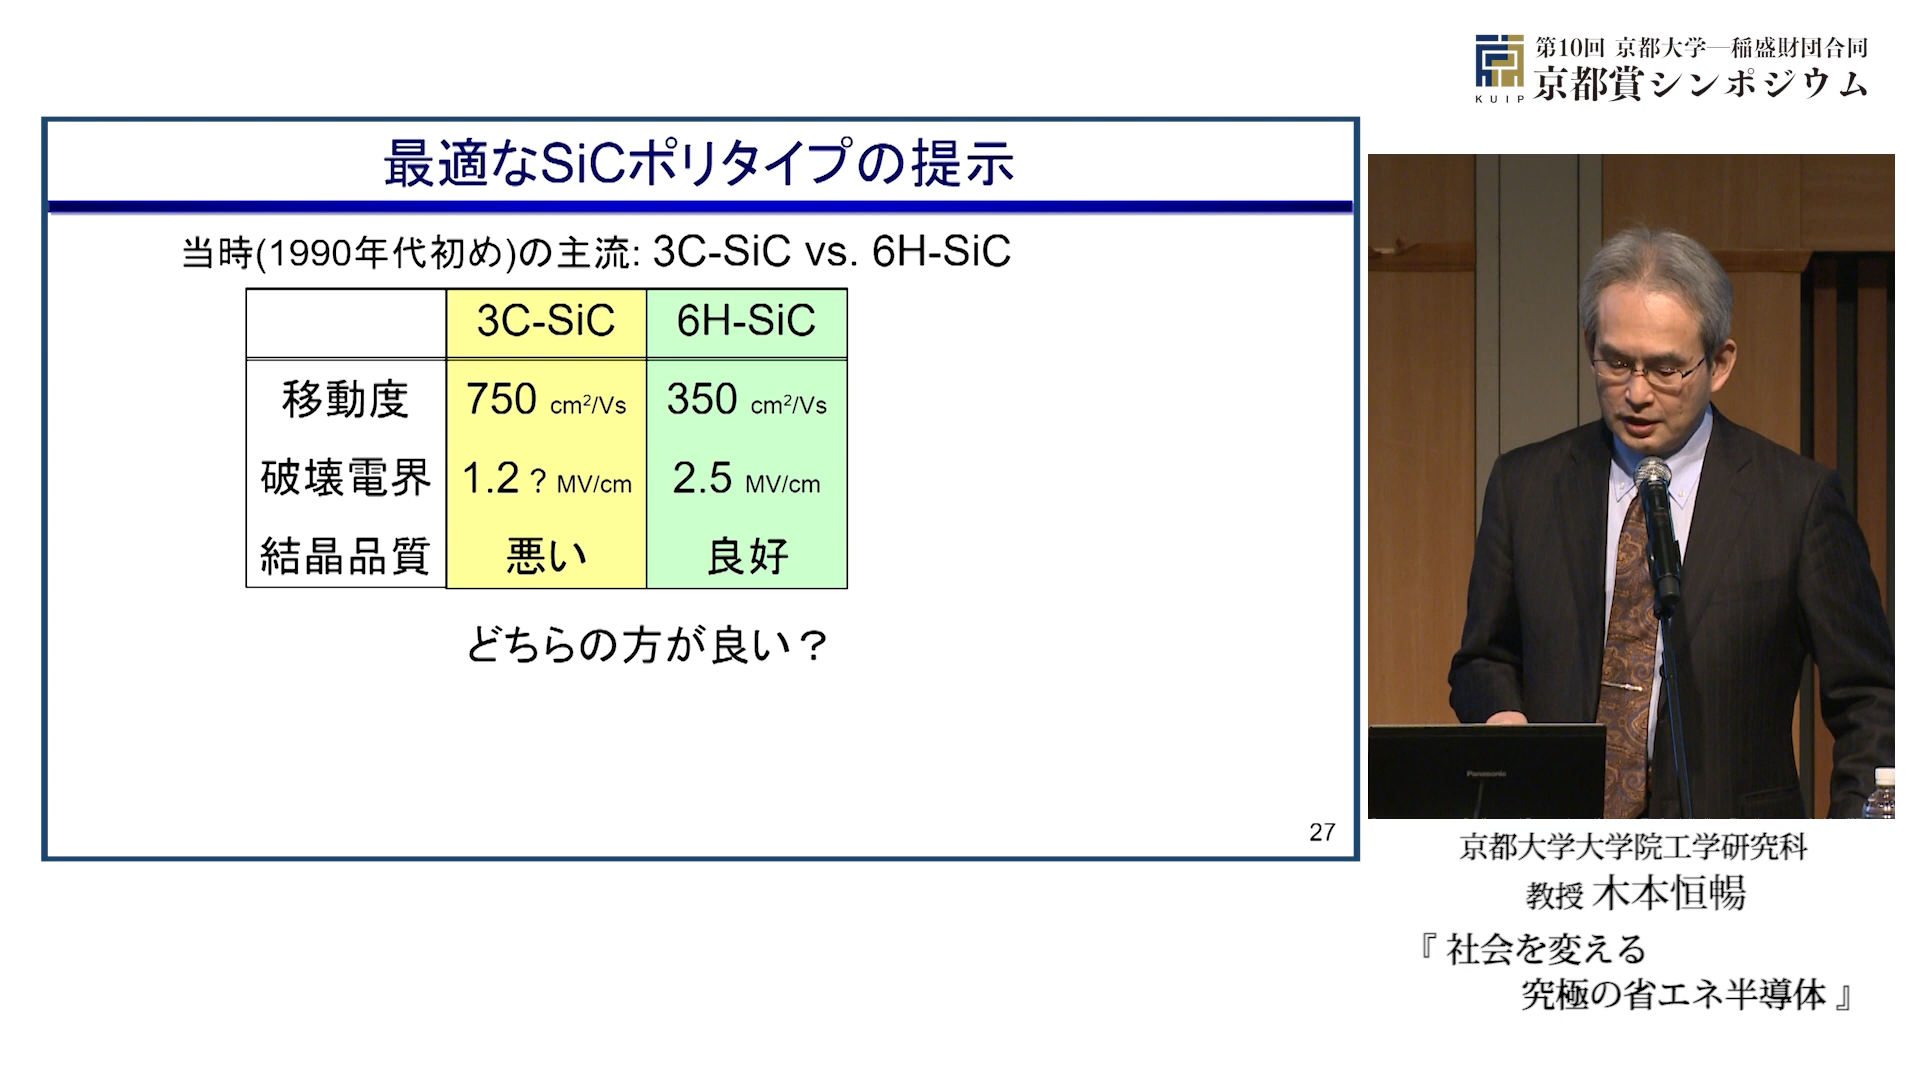 第10回 京都大学―稲盛財団合同
京都賞シンポジウム
KUIP
最適なSiCポリタイプの提示
当時(1990年代初め)の主流: 3C-SiC vs. 6H-SiC
3C-SiC 6H-SiC
移動度 750 cm²/Vs 350 cm²/Vs
破壊電界 1.2 ? MV/cm 2.5 MV/cm
結晶品質 悪い 良好
どちらの方が良い？
27
Panasonic
京都大学大学院工学研究科
教授 木本恒暢
『 社会を変える
究極の省エネ半導体 』